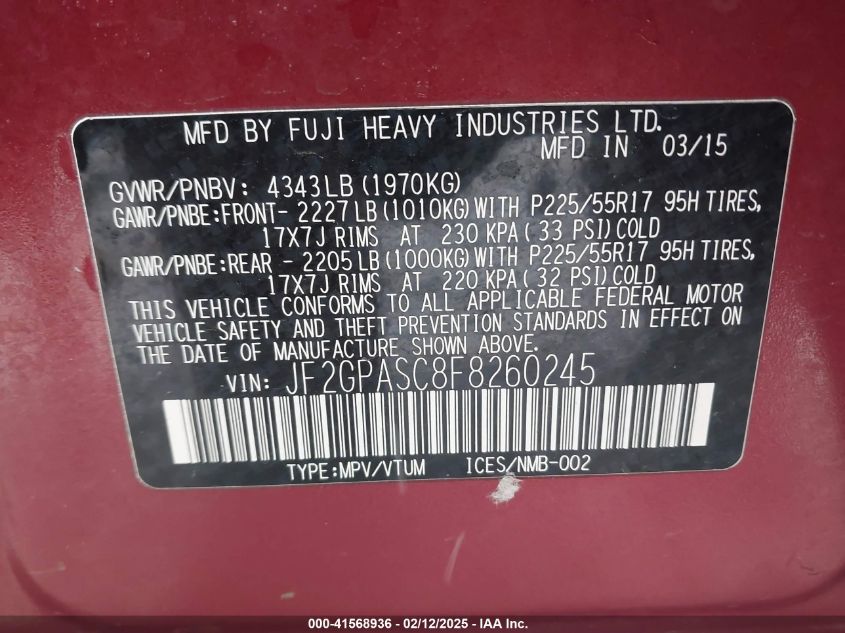 MFD BY FUJI HEAVY INDUSTRIES LTD.
MFD IN 03/15
GVWR/PNBV: 4343LB (1970KG)
GAWR/PNBE:FRONT- 2227LB(1010KG)WITH P225/55R17 95H TIRES,
17X7J RIMS AT 230 KPA( 33 PSI)COLD
GAWR/PNBE:REAR - 2205LB(1000KG)WITH P225/55R17 95H TIRES,
17X7J RIMS AT 220 KPA( 32 PSI)COLD
THIS VEHICLE CONFORMS TO ALL APPLICABLE FEDERAL MOTOR
VEHICLE SAFETY AND THEFT PREVENTION STANDARDS IN EFFECT ON
THE DATE OF MANUFACTURE SHOWN ABOVE.
VIN: JF2GPASC8F8260245
TYPE:MPV/VTUM ICES/NMB-002
000-41568936 - 02/12/2025 - IAA Inc.